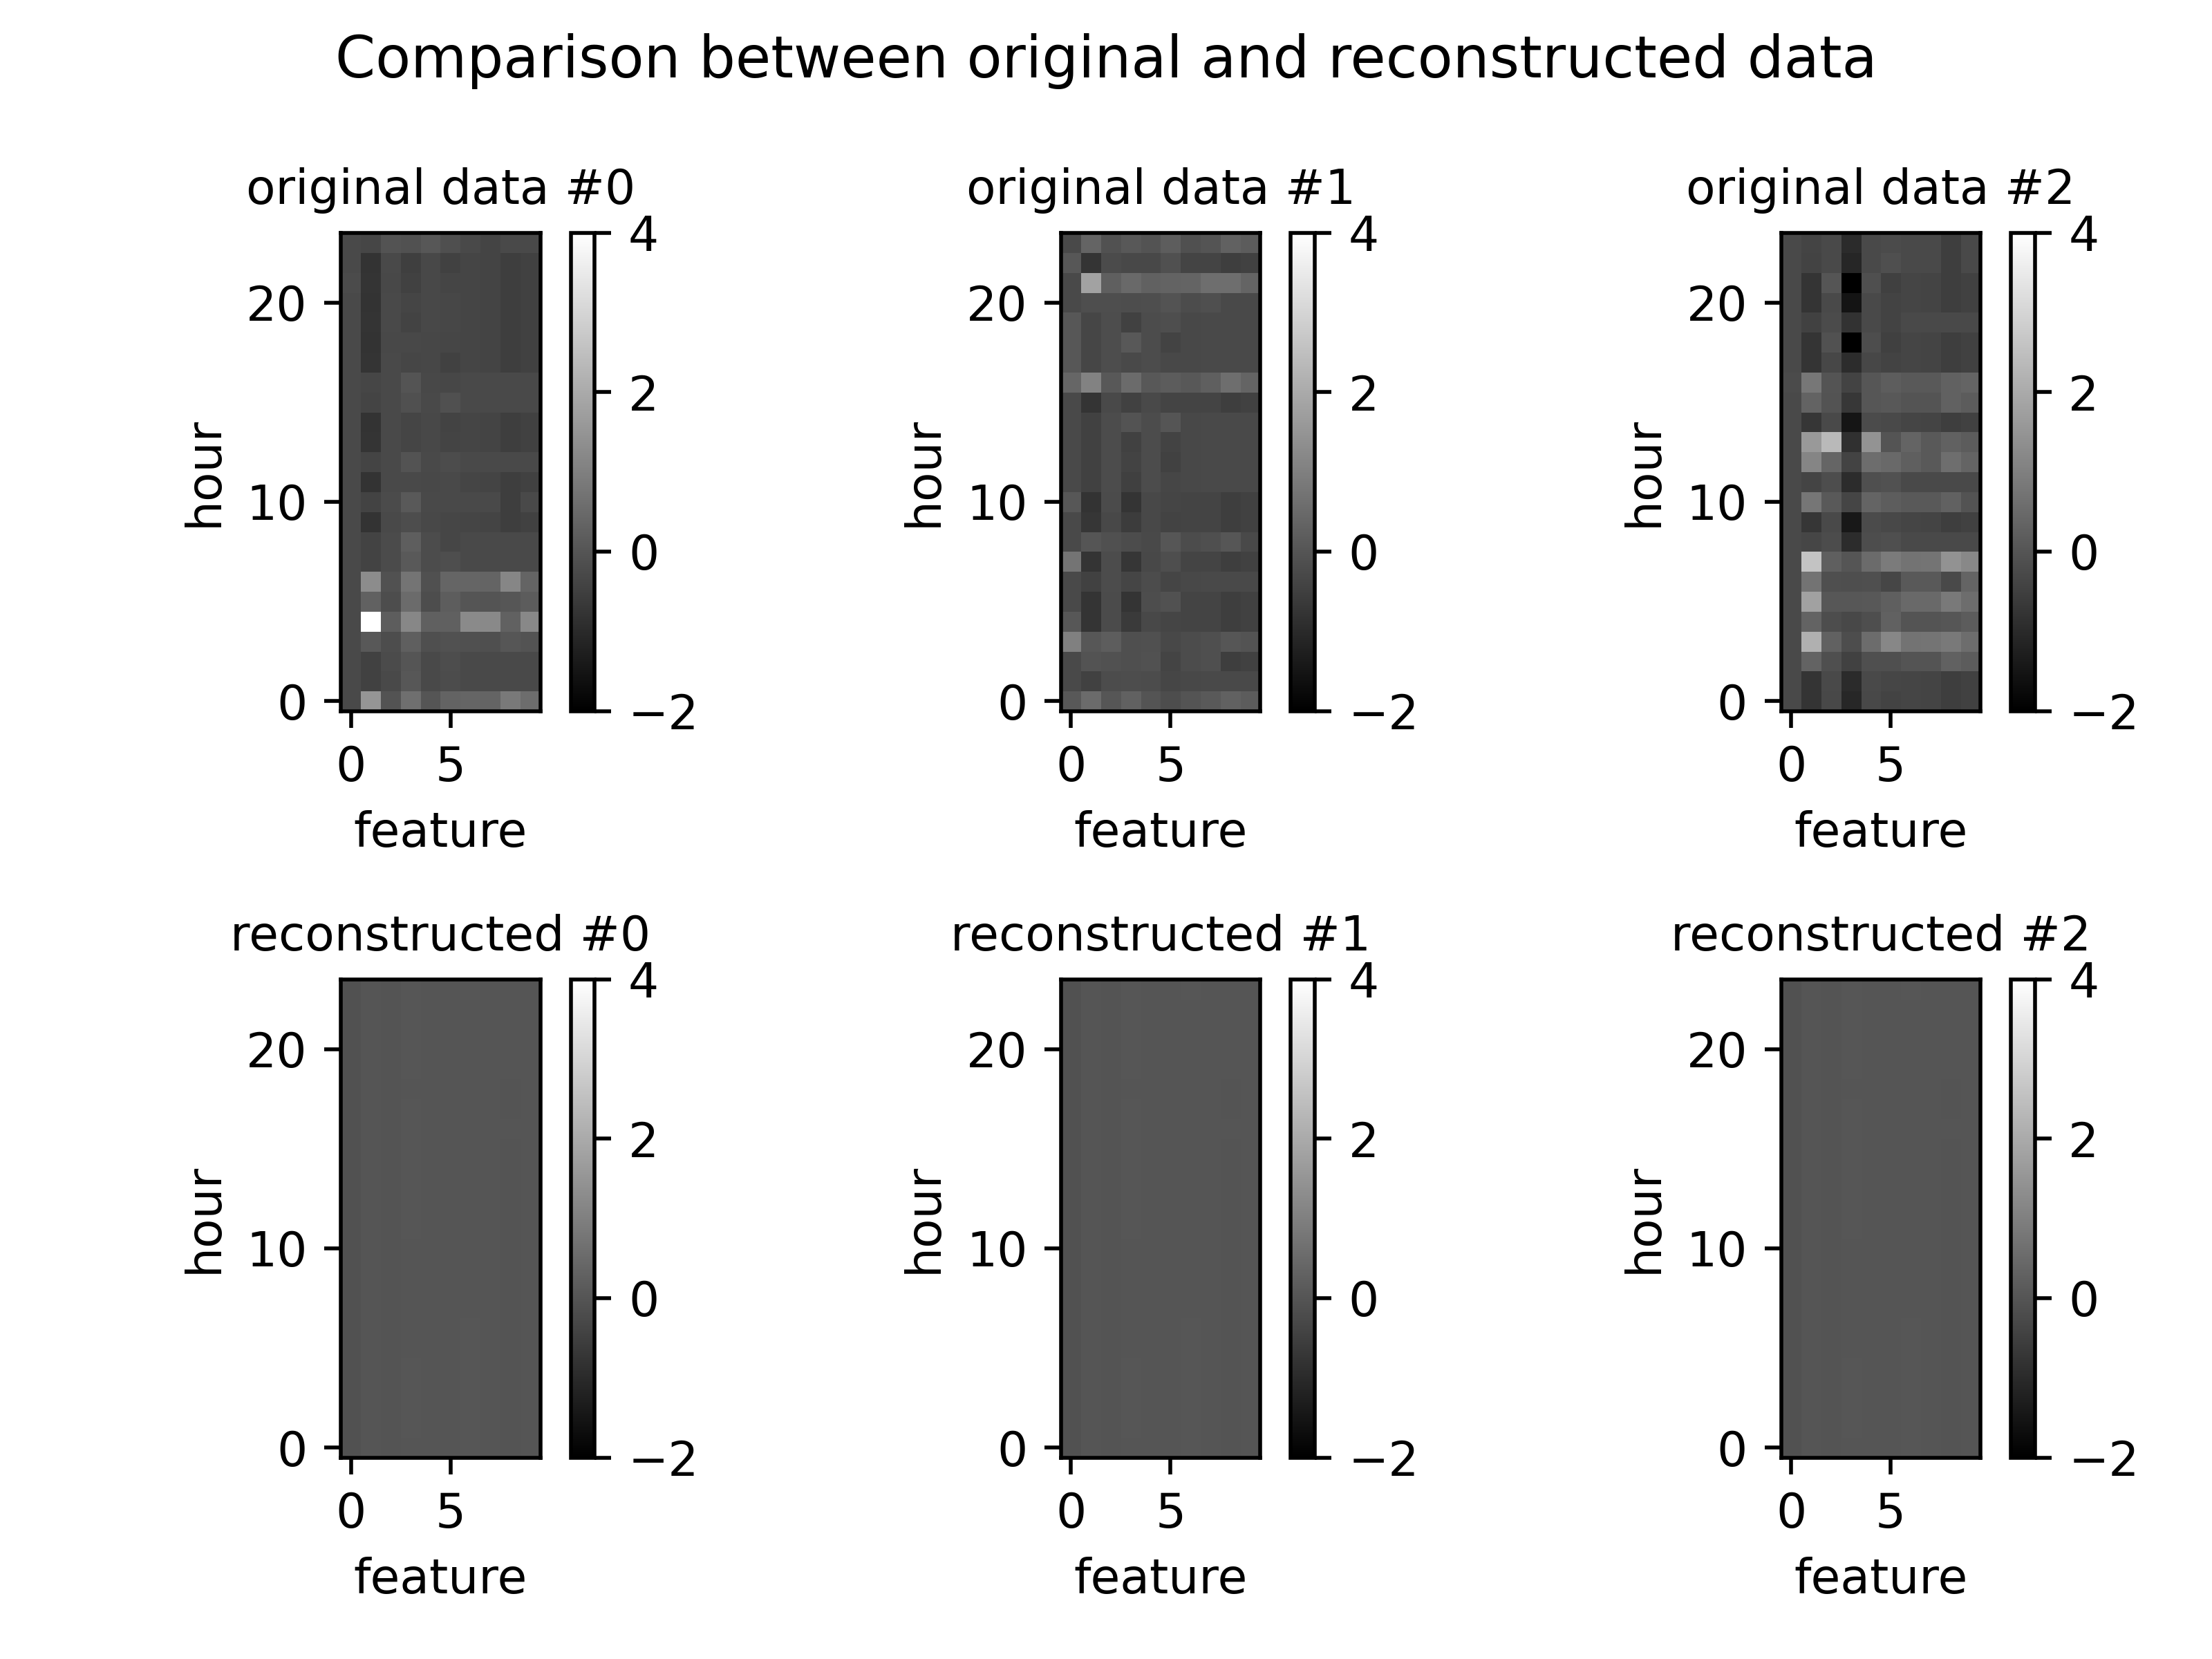 Comparison between original and reconstructed data
original data #0
original data #1
original data #2
4
2
0
−2
20
10
0
hour
0 5
feature
4
2
0
−2
20
10
0
hour
0 5
feature
4
2
0
−2
20
10
0
hour
0 5
feature
reconstructed #0
reconstructed #1
reconstructed #2
4
2
0
−2
20
10
0
hour
0 5
feature
4
2
0
−2
20
10
0
hour
0 5
feature
4
2
0
−2
20
10
0
hour
0 5
feature